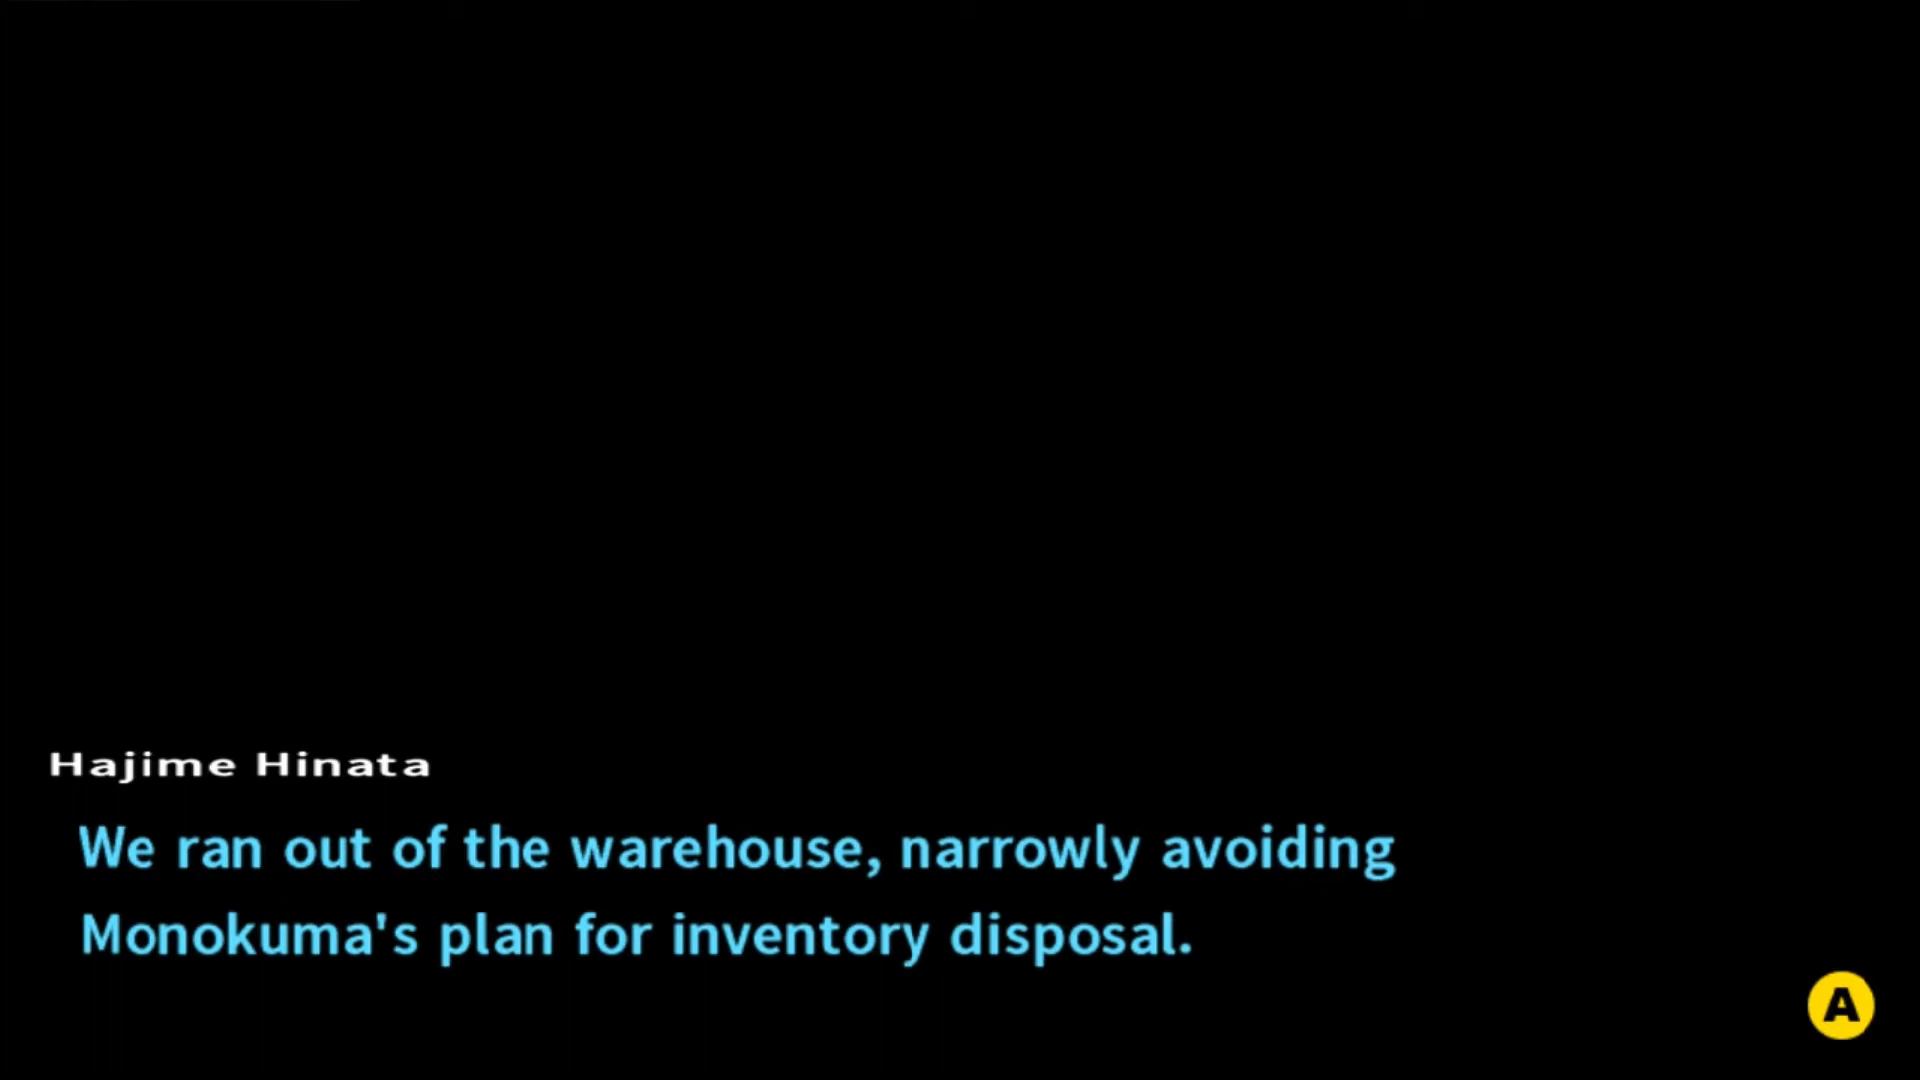 Hajime Hinata
We ran out of the warehouse, narrowly avoiding
Monokuma's plan for inventory disposal.
A